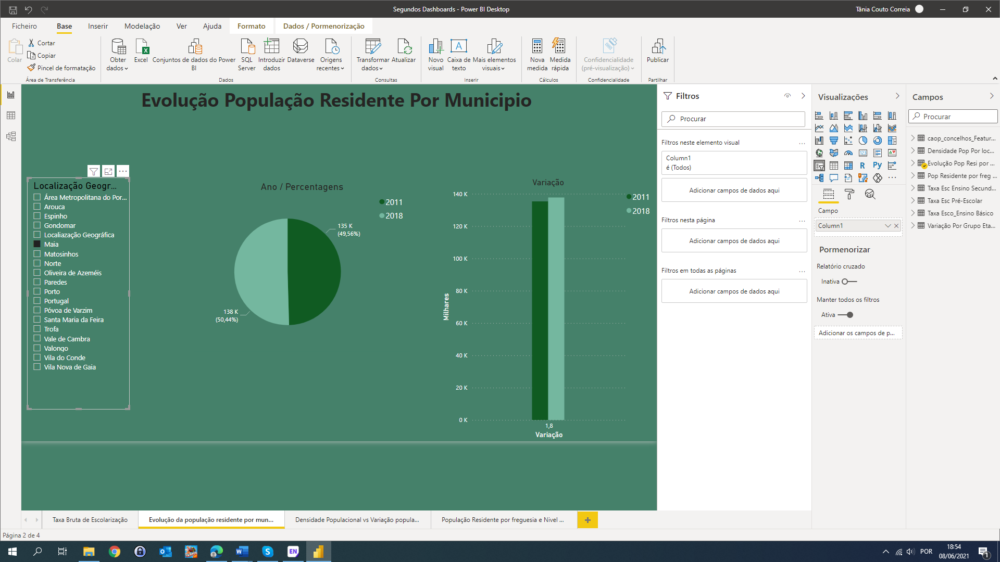 Segundos Dashboards - Power BI Desktop
Tânia Couto Correia
Ficheiro
Base
Inserir
Modelação
Ver
Ajuda
Formato
Dados / Pormenorização
Colar
Cortar
Copiar
Pincel de formatação
Área de Transferência
Obter
dados
Excel
Conjuntos de dados do Power
BI
SQL
Server
Introduzir
dados
Dataverse
Origens
recentes
Dados
Transformar
dados
Atualizar
Consultas
Novo
visual
Caixa de
texto
Mais elementos
visuais
Inserir
Nova
medida
Medida
rápida
Cálculos
Confidencialidade
(pré-visualização)
Confidencialidade
Publicar
Partilhar
Evolução População Residente Por Municipio
Localização Geogr...
Área Metropolitana do Por...
Arouca
Espinho
Gondomar
Localiazação Geográfica
Maia
Matosinhos
Norte
Oliveira de Azeméis
Paredes
Porto
Portugal
Póvoa de Varzim
Santa Maria da Feira
Trofa
Vale de Cambra
Valongo
Vila do Conde
Vila Nova de Gaia
Ano / Percentagens
2011
2018
135 K
(49,56%)
138 K
(50,44%)
Variação
2011
2018
140 K
120 K
100 K
80 K
60 K
40 K
20 K
0 K
Milhares
1,8
Variação
Filtros
Procurar
Filtros neste elemento visual
...
Column1
é (Todos)
Adicionar campos de dados aqui
Filtros nesta página
...
Adicionar campos de dados aqui
Filtros em todas as páginas
...
Adicionar campos de dados aqui
Visualizações
R
Py
...
Campo
Column1
Pormenorizar
Relatório cruzado
Inativa
Manter todos os filtros
Ativa
Adicionar os campos de p...
Campos
Procurar
caop_concelhos_Featur...
Densidade Pop Por loc...
Evolução Pop Resi por ...
Pop Residente por freg ...
Taxa Esc Ensino Secund...
Taxa Esc Pré-Escolar
Taxa Esco_Ensino Básico
Variação Por Grupo Eta...
Taxa Bruta de Escolarização
Evolução da população residente por mun...
Densidade Populacional vs Variação popula...
População Residente por freguesia e Nivel ...
Página 2 de 4
EN
POR
18:54
08/06/2021
1